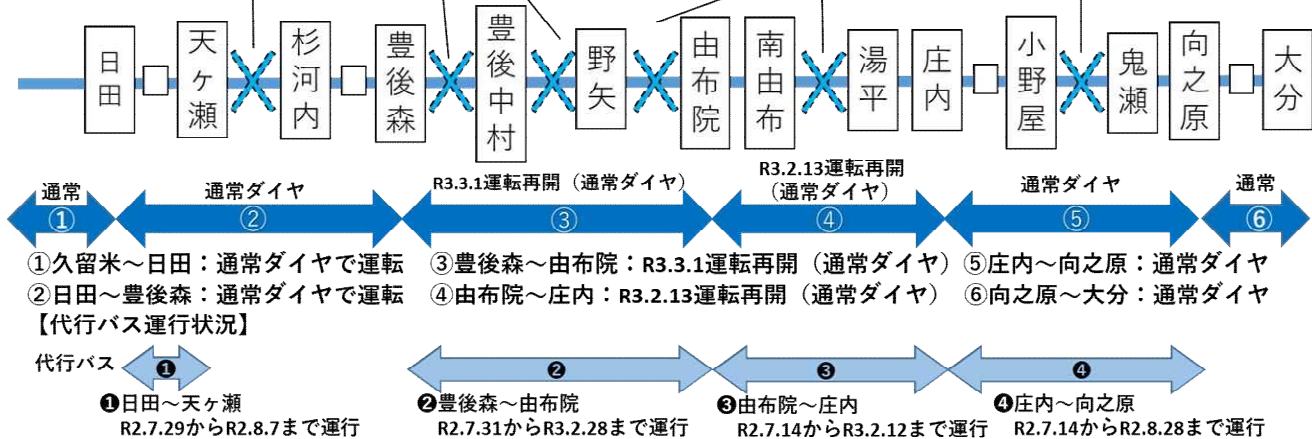 日田
天ヶ瀬
杉河内
豊後森
豊後中村
野矢
由布院
南由布
湯平
庄内
小野屋
鬼瀬
向之原
大分
通常
通常ダイヤ
R3.3.1運転再開（通常ダイヤ）
R3.2.13運転再開
（通常ダイヤ）
通常ダイヤ
通常
①
②
③
④
⑤
⑥
①久留米～日田：通常ダイヤで運転
②日田～豊後森：通常ダイヤで運転
③豊後森～由布院：R3.3.1運転再開（通常ダイヤ）
④由布院～庄内：R3.2.13運転再開（通常ダイヤ）
⑤庄内～向之原：通常ダイヤ
⑥向之原～大分：通常ダイヤ
【代行バス運行状況】
代行バス
❶
❷
❸
❹
❶日田～天ヶ瀬
R2.7.29からR2.8.7まで運行
❷豊後森～由布院
R2.7.31からR3.2.28まで運行
❸由布院～庄内
R2.7.14からR3.2.12まで運行
❹庄内～向之原
R2.7.14からR2.8.28まで運行